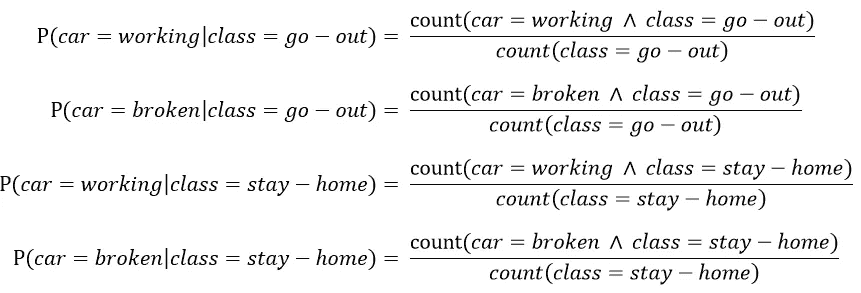 P(car = working|class = go − out) = count(car = working ∧ class = go − out) / count(class = go − out)
P(car = broken|class = go − out) = count(car = broken ∧ class = go − out) / count(class = go − out)
P(car = working|class = stay − home) = count(car = working ∧ class = stay − home) / count(class = stay − home)
P(car = broken|class = stay − home) = count(car = broken ∧ class = stay − home) / count(class = stay − home)